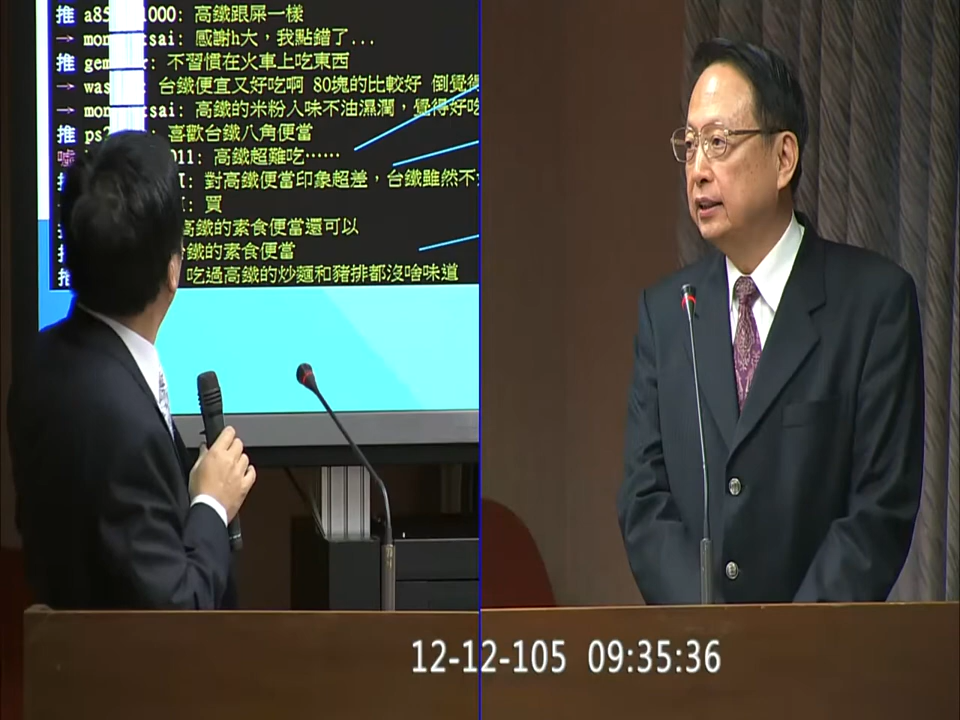 推 a85 1000: 高鐵跟屎一樣
→ mon tsai: 感謝h大，我點錯了...
推 gem r: 不習慣在火車上吃東西
→ was : 台鐵便宜又好吃啊 80塊的比較好 倒覺得
→ mon tsai: 高鐵的米粉入味不油濕潤，覺得好吃
推 ps2 : 喜歡台鐵八角便當
噓 011: 高鐵超難吃……
I: 對高鐵便當印象超差，台鐵雖然不
I: 買
高鐵的素食便當還可以
鐵的素食便當
吃過高鐵的炒麵和豬排都沒啥味道
12-12-105 09:35:36